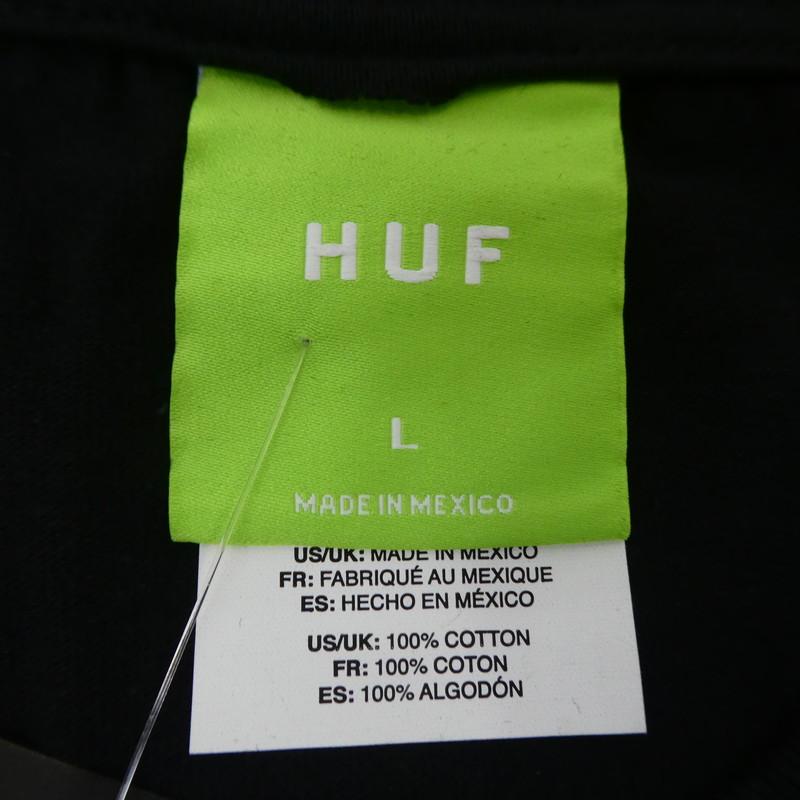 HUF
L
MADE IN MEXICO
US/UK: MADE IN MEXICO
FR: FABRIQUÉ AU MEXIQUE
ES: HECHO EN MÉXICO
US/UK: 100% COTTON
FR: 100% COTON
ES: 100% ALGODÓN